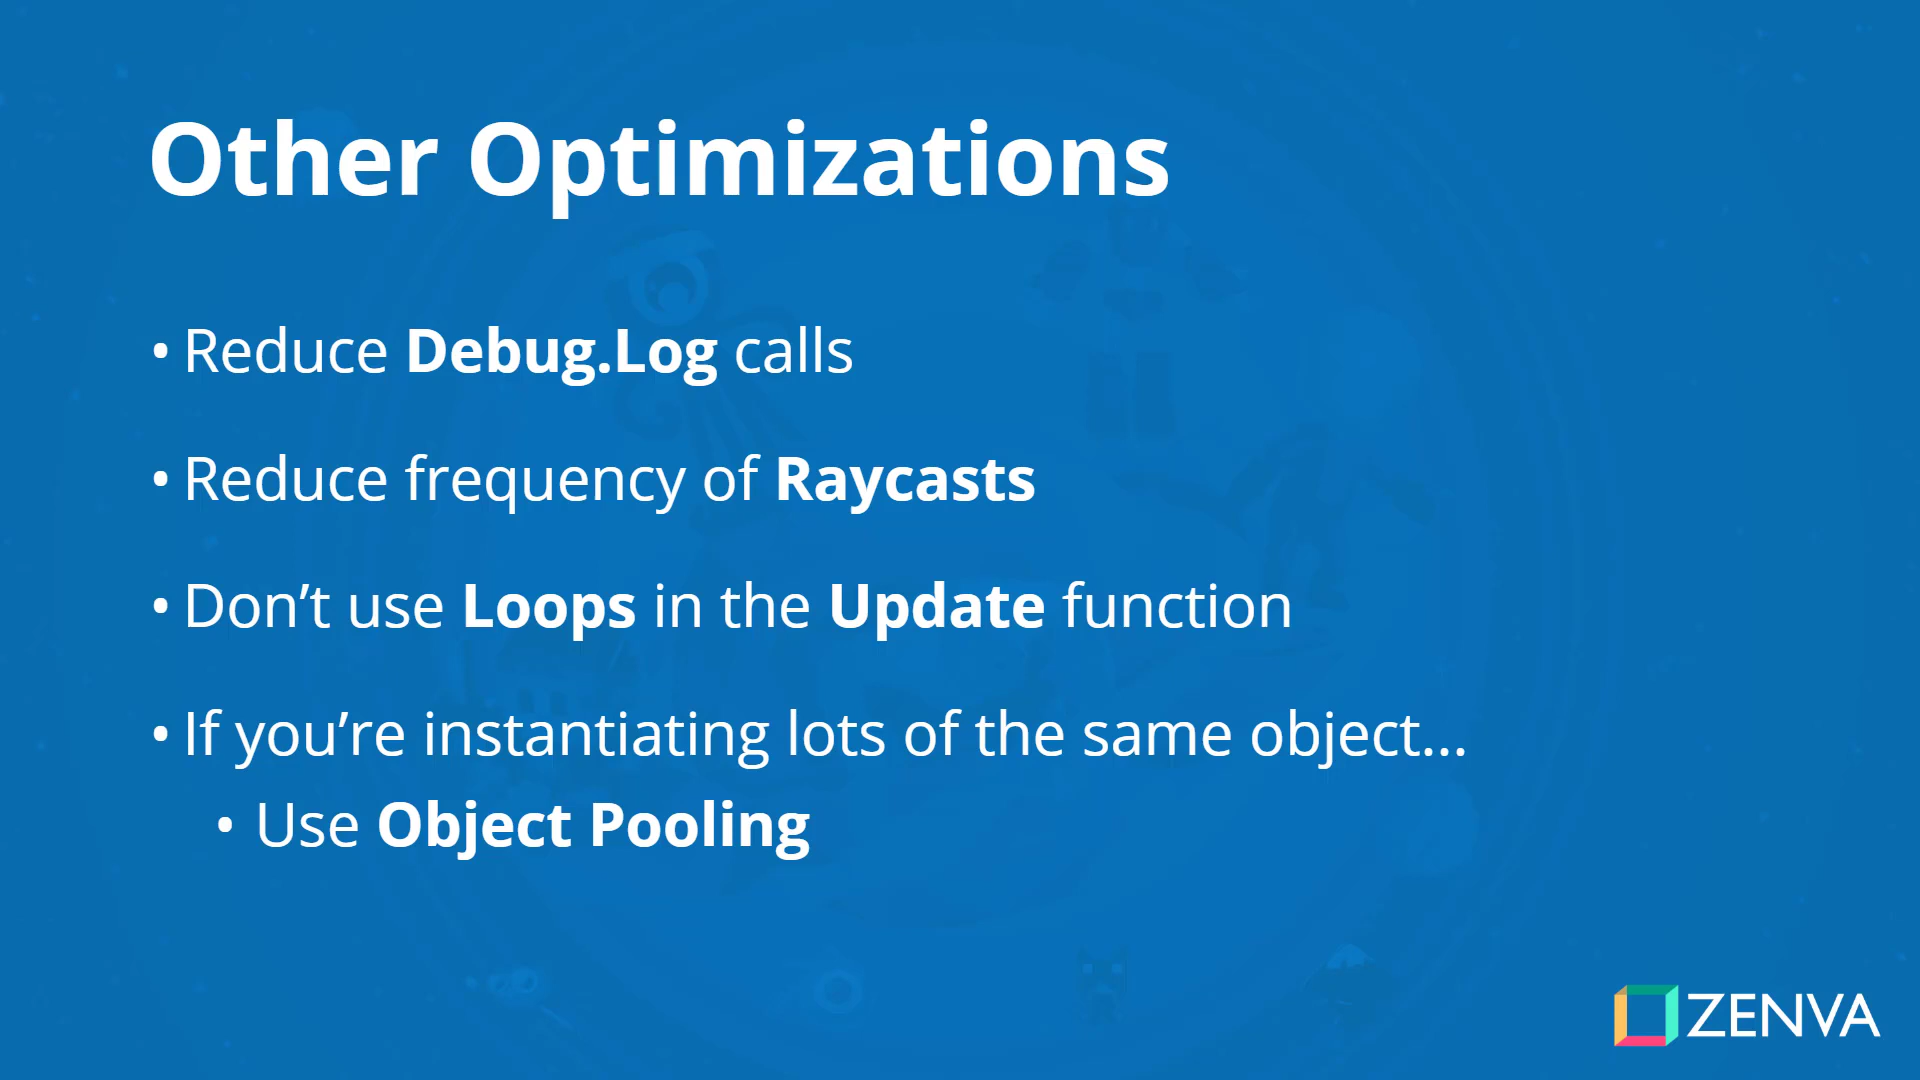 Other Optimizations
• Reduce Debug.Log calls
• Reduce frequency of Raycasts
• Don’t use Loops in the Update function
• If you’re instantiating lots of the same object...
• Use Object Pooling
ZENVA